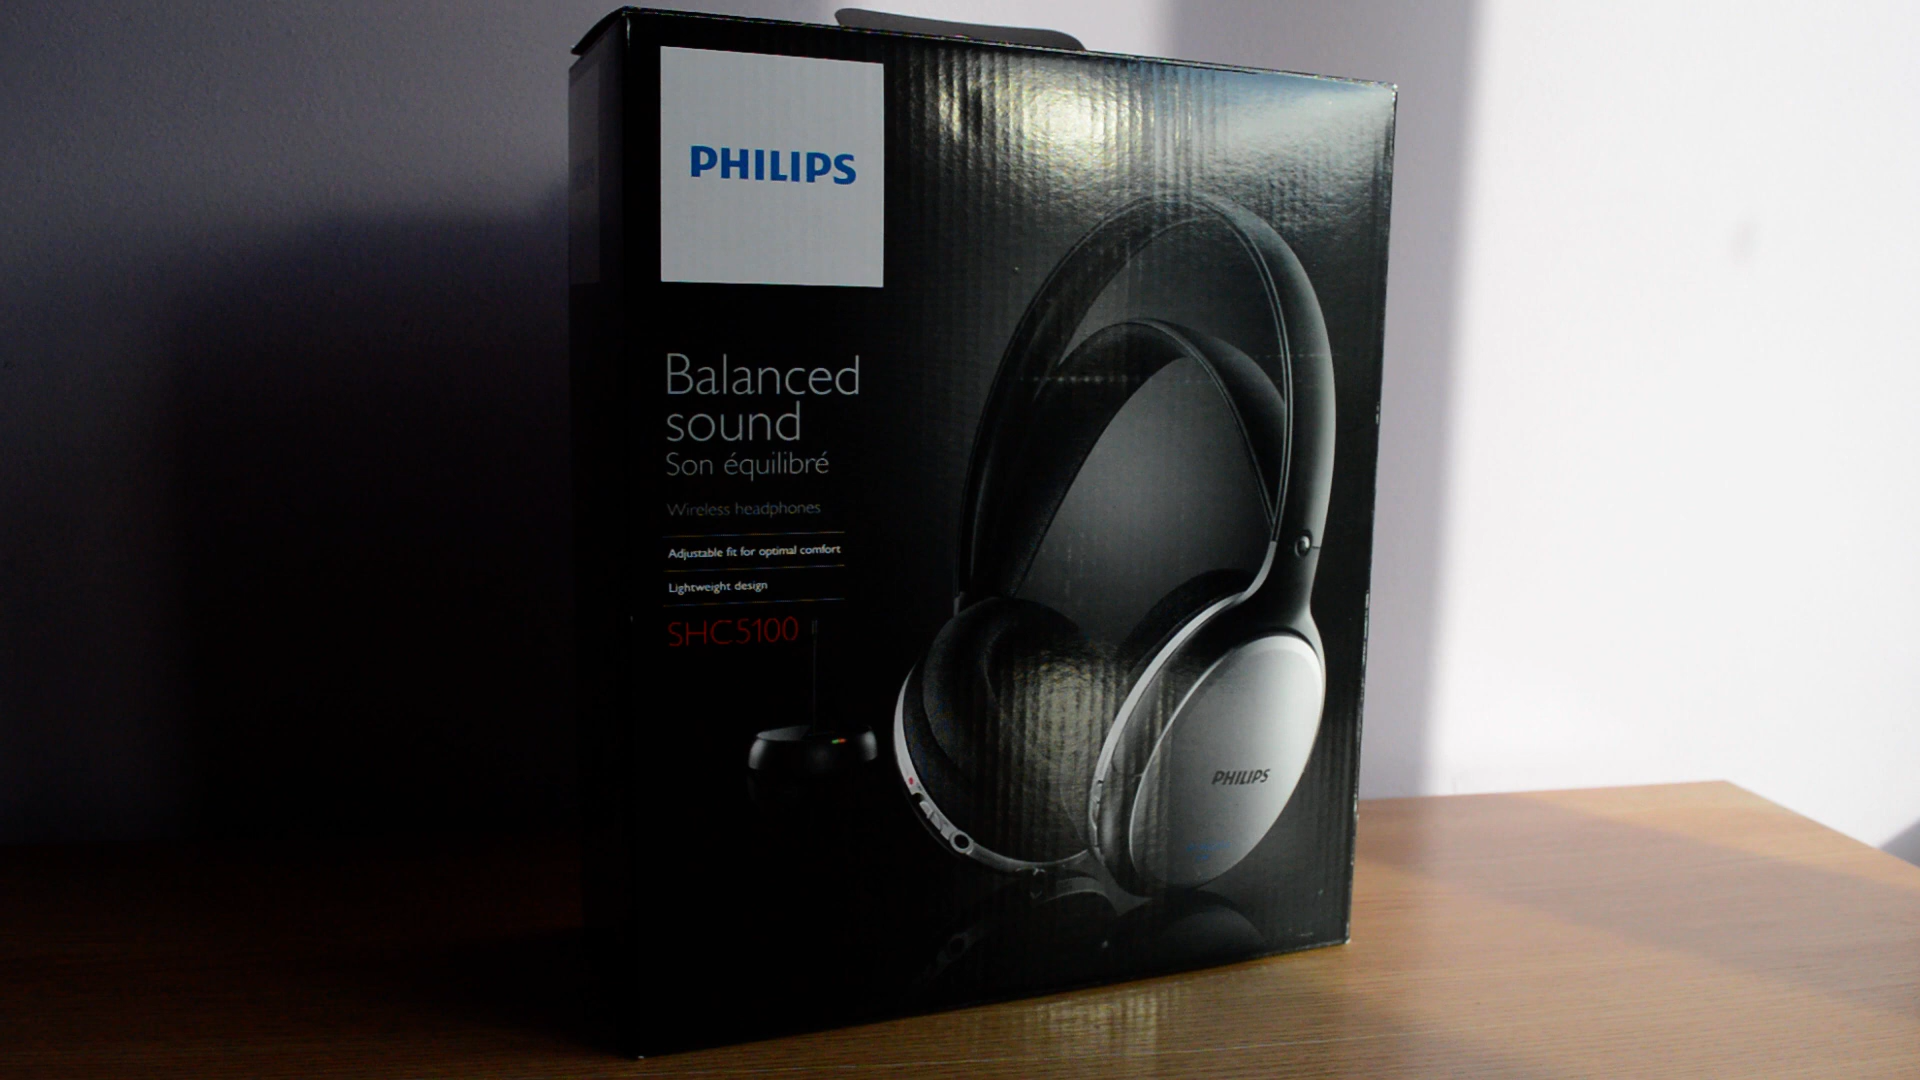 PHILIPS
Balanced
sound
Son équilibré
Wireless headphones
Adjustable fit for optimal comfort
Lightweight design
SHC5100
PHILIPS